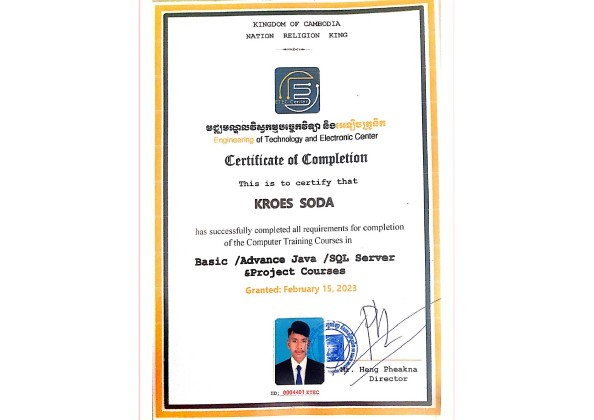 KINGDOM OF CAMBODIA
NATION RELIGION KING
ETEC Center
មជ្ឈមណ្ឌលវិស្វកម្មបច្ចេកវិទ្យា និងអេឡិចត្រូនិក
Engineering of Technology and Electronic Center
Certificate of Completion
This is to certify that
KROES SODA
has successfully completed all requirements for completion
of the Computer Training Courses in
Basic /Advance Java /SQL Server
&Project Courses
Granted: February 15, 2023
Mr. Heng Pheakna
Director
ID: 0004401 ETEC